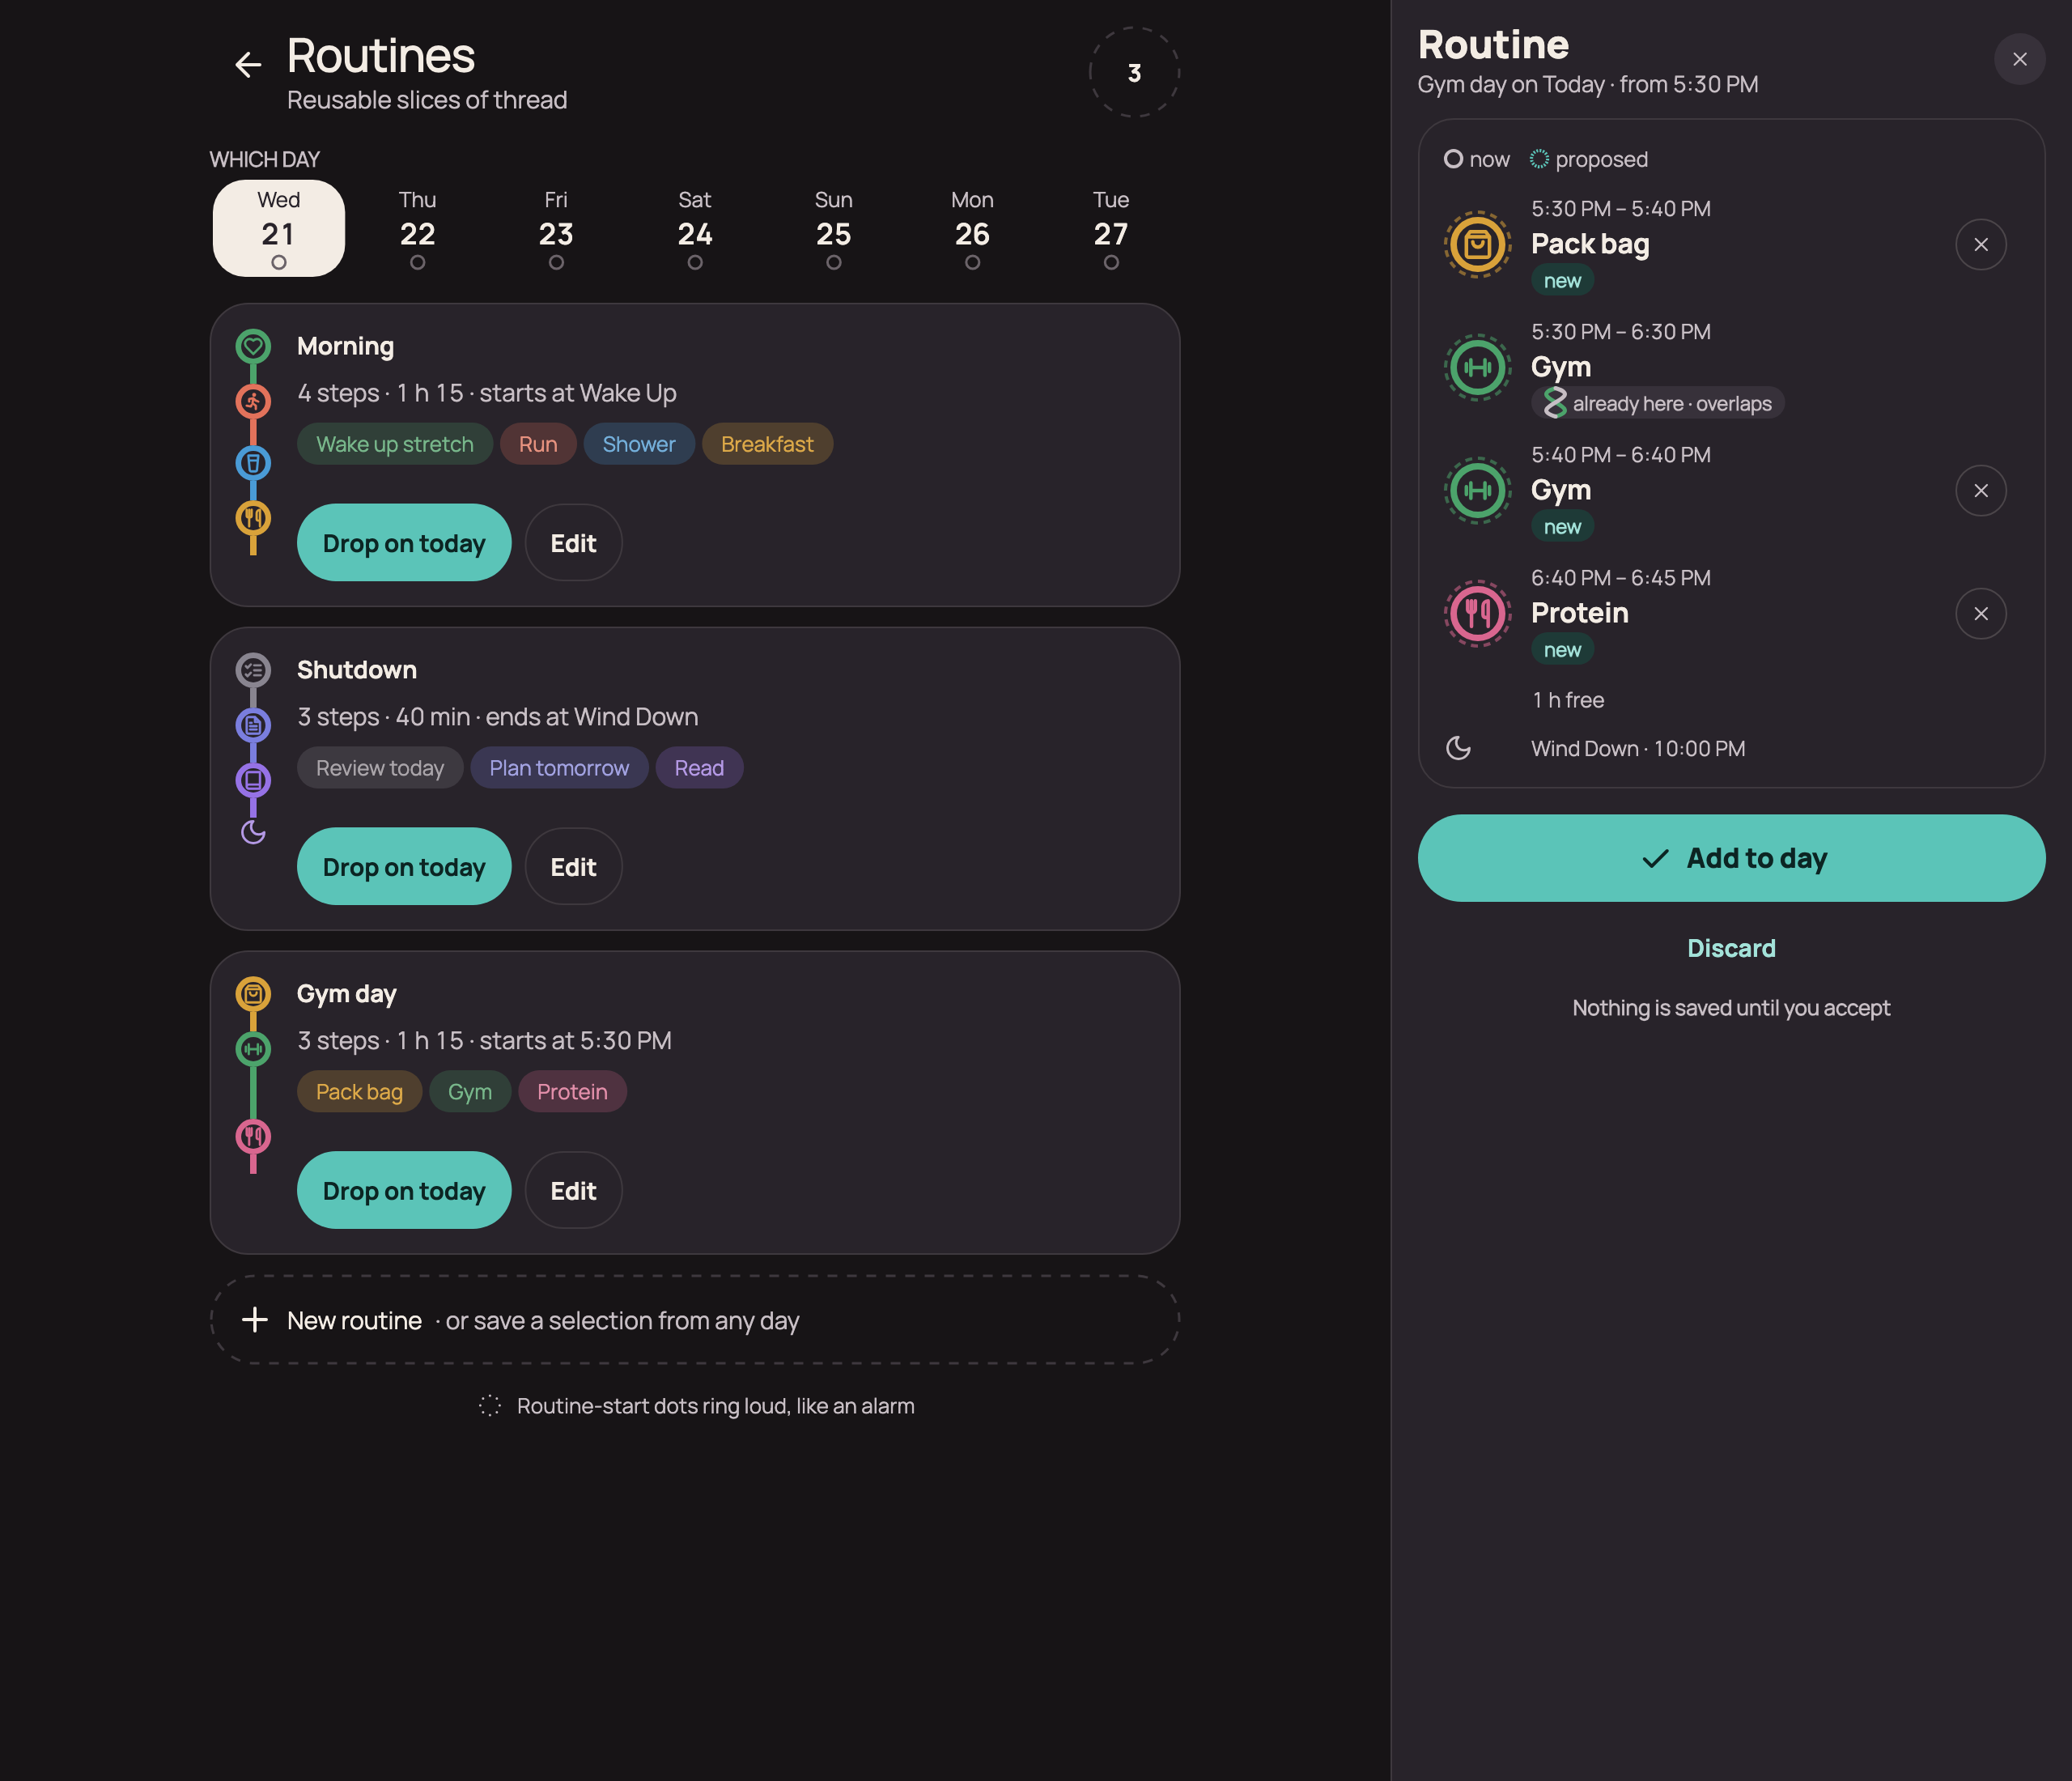 Routines
Reusable slices of thread
3
WHICH DAY
Wed Thu Fri Sat Sun Mon Tue
21 22 23 24 25 26 27
Morning
4 steps · 1 h 15 · starts at Wake Up
Wake up stretch Run Shower Breakfast
Drop on today Edit
Shutdown
3 steps · 40 min · ends at Wind Down
Review today Plan tomorrow Read
Drop on today Edit
Gym day
3 steps · 1 h 15 · starts at 5:30 PM
Pack bag Gym Protein
Drop on today Edit
New routine · or save a selection from any day
Routine-start dots ring loud, like an alarm
Routine
Gym day on Today · from 5:30 PM
now proposed
5:30 PM – 5:40 PM
Pack bag
new
5:30 PM – 6:30 PM
Gym
already here · overlaps
5:40 PM – 6:40 PM
Gym
new
6:40 PM – 6:45 PM
Protein
new
1 h free
Wind Down · 10:00 PM
Add to day
Discard
Nothing is saved until you accept